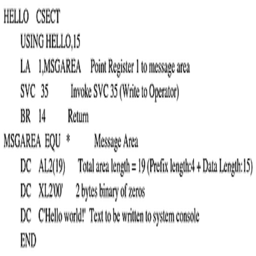 HELLO CSECT
USING HELLO,15
LA 1,MSGAREA Point Register 1 to message area
SVC 35 Invoke SVC 35 (Write to Operator)
BR 14 Return
MSGAREA EQU * Message Area
DC AL2(19) Total area length = 19 (Prefix length:4 + Data Length:15)
DC XL2'00' 2 bytes binary of zeros
DC C'Hello world!' Text to be written to system console
END